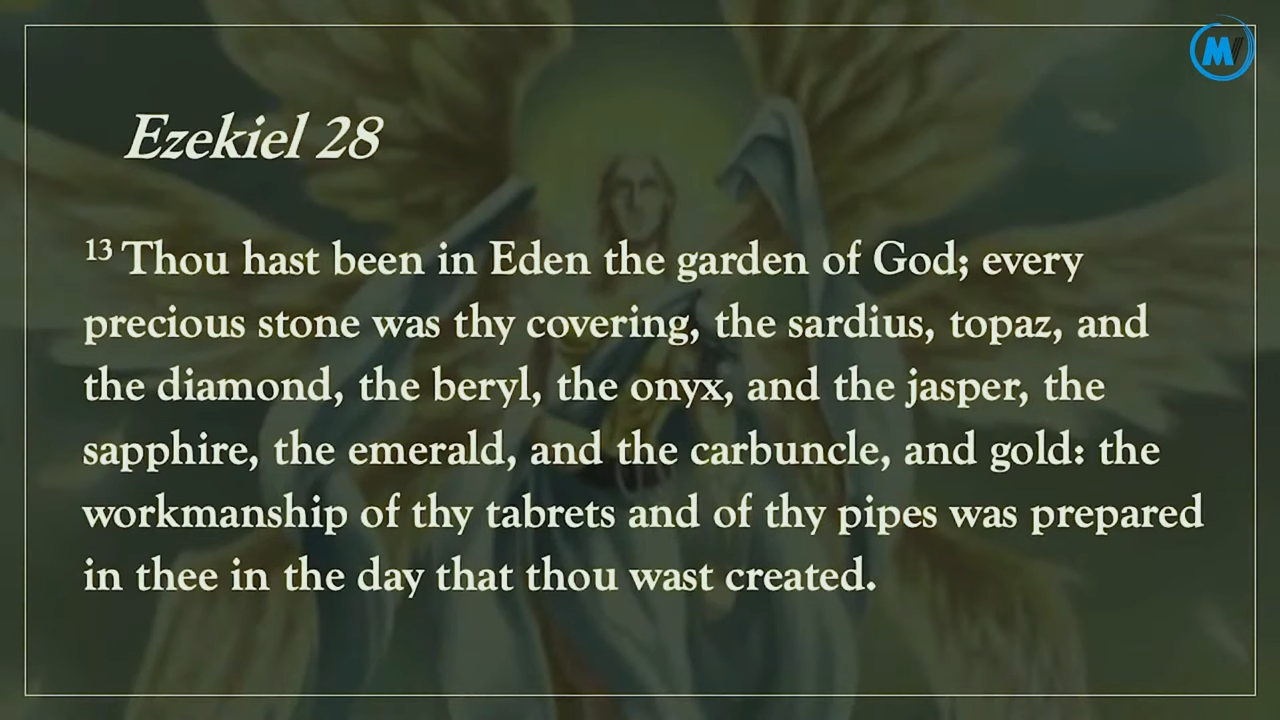 Ezekiel 28
13 Thou hast been in Eden the garden of God; every
precious stone was thy covering, the sardius, topaz, and
the diamond, the beryl, the onyx, and the jasper, the
sapphire, the emerald, and the carbuncle, and gold: the
workmanship of thy tabrets and of thy pipes was prepared
in thee in the day that thou wast created.